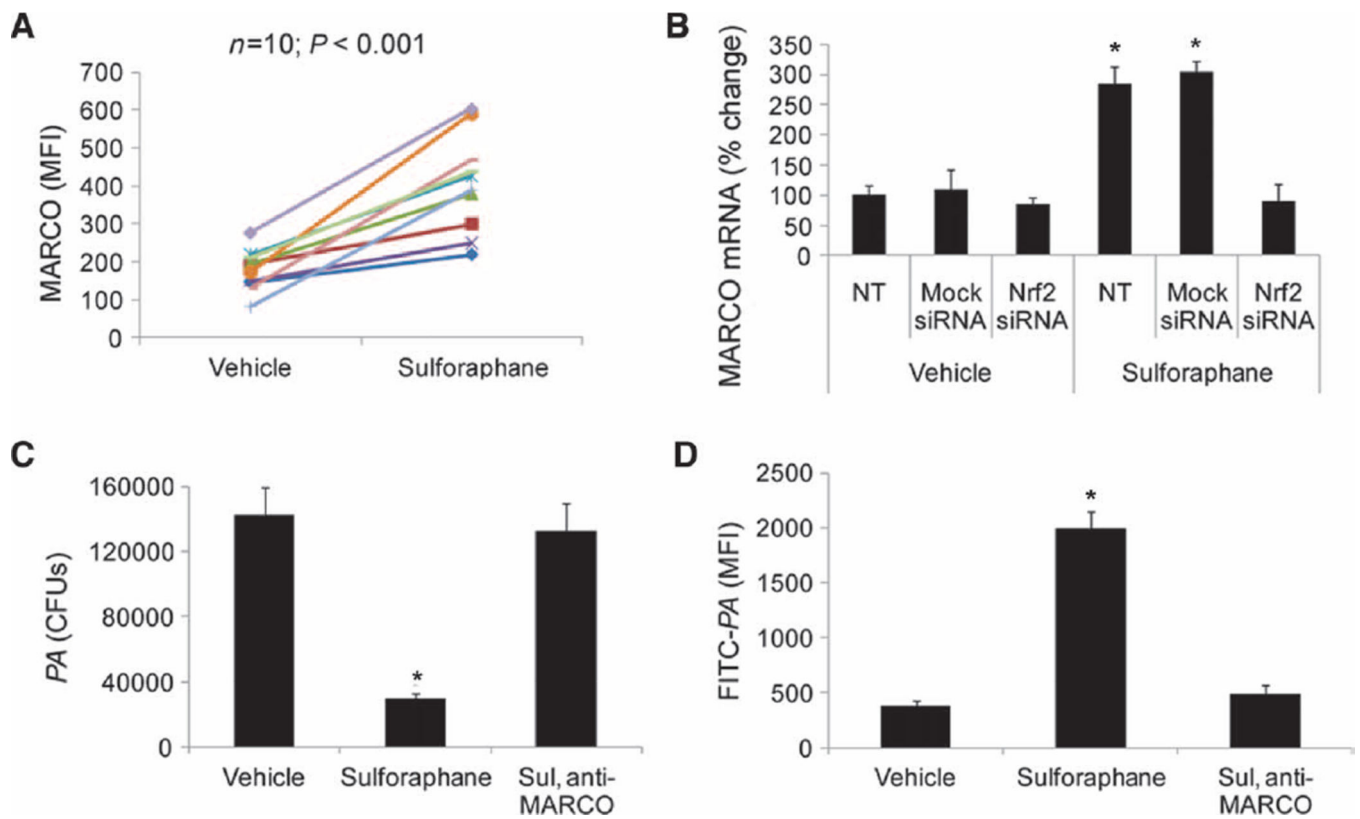 A
n=10; P < 0.001
MARCO (MFI)
700
600
500
400
300
200
100
0
Vehicle Sulforaphane
B
MARCO mRNA (% change)
350
300
250
200
150
100
50
0
* *
NT Mock siRNA Nrf2 siRNA NT Mock siRNA Nrf2 siRNA
Vehicle Sulforaphane
C
PA (CFUs)
160000
120000
80000
40000
0
*
Vehicle Sulforaphane Sul, anti-
MARCO
D
FITC-PA (MFI)
2500
2000
1500
1000
500
0
*
Vehicle Sulforaphane Sul, anti-
MARCO